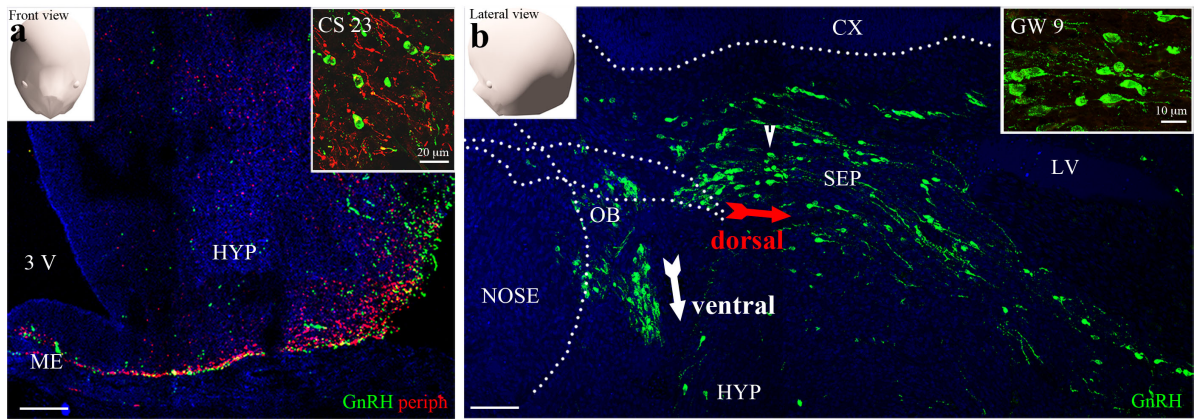 Front view
a
CS 23
20 µm
HYP
3 V
ME
GnRH periph
Lateral view
b
CX
GW 9
10 µm
SEP
LV
OB
dorsal
NOSE
ventral
HYP
GnRH